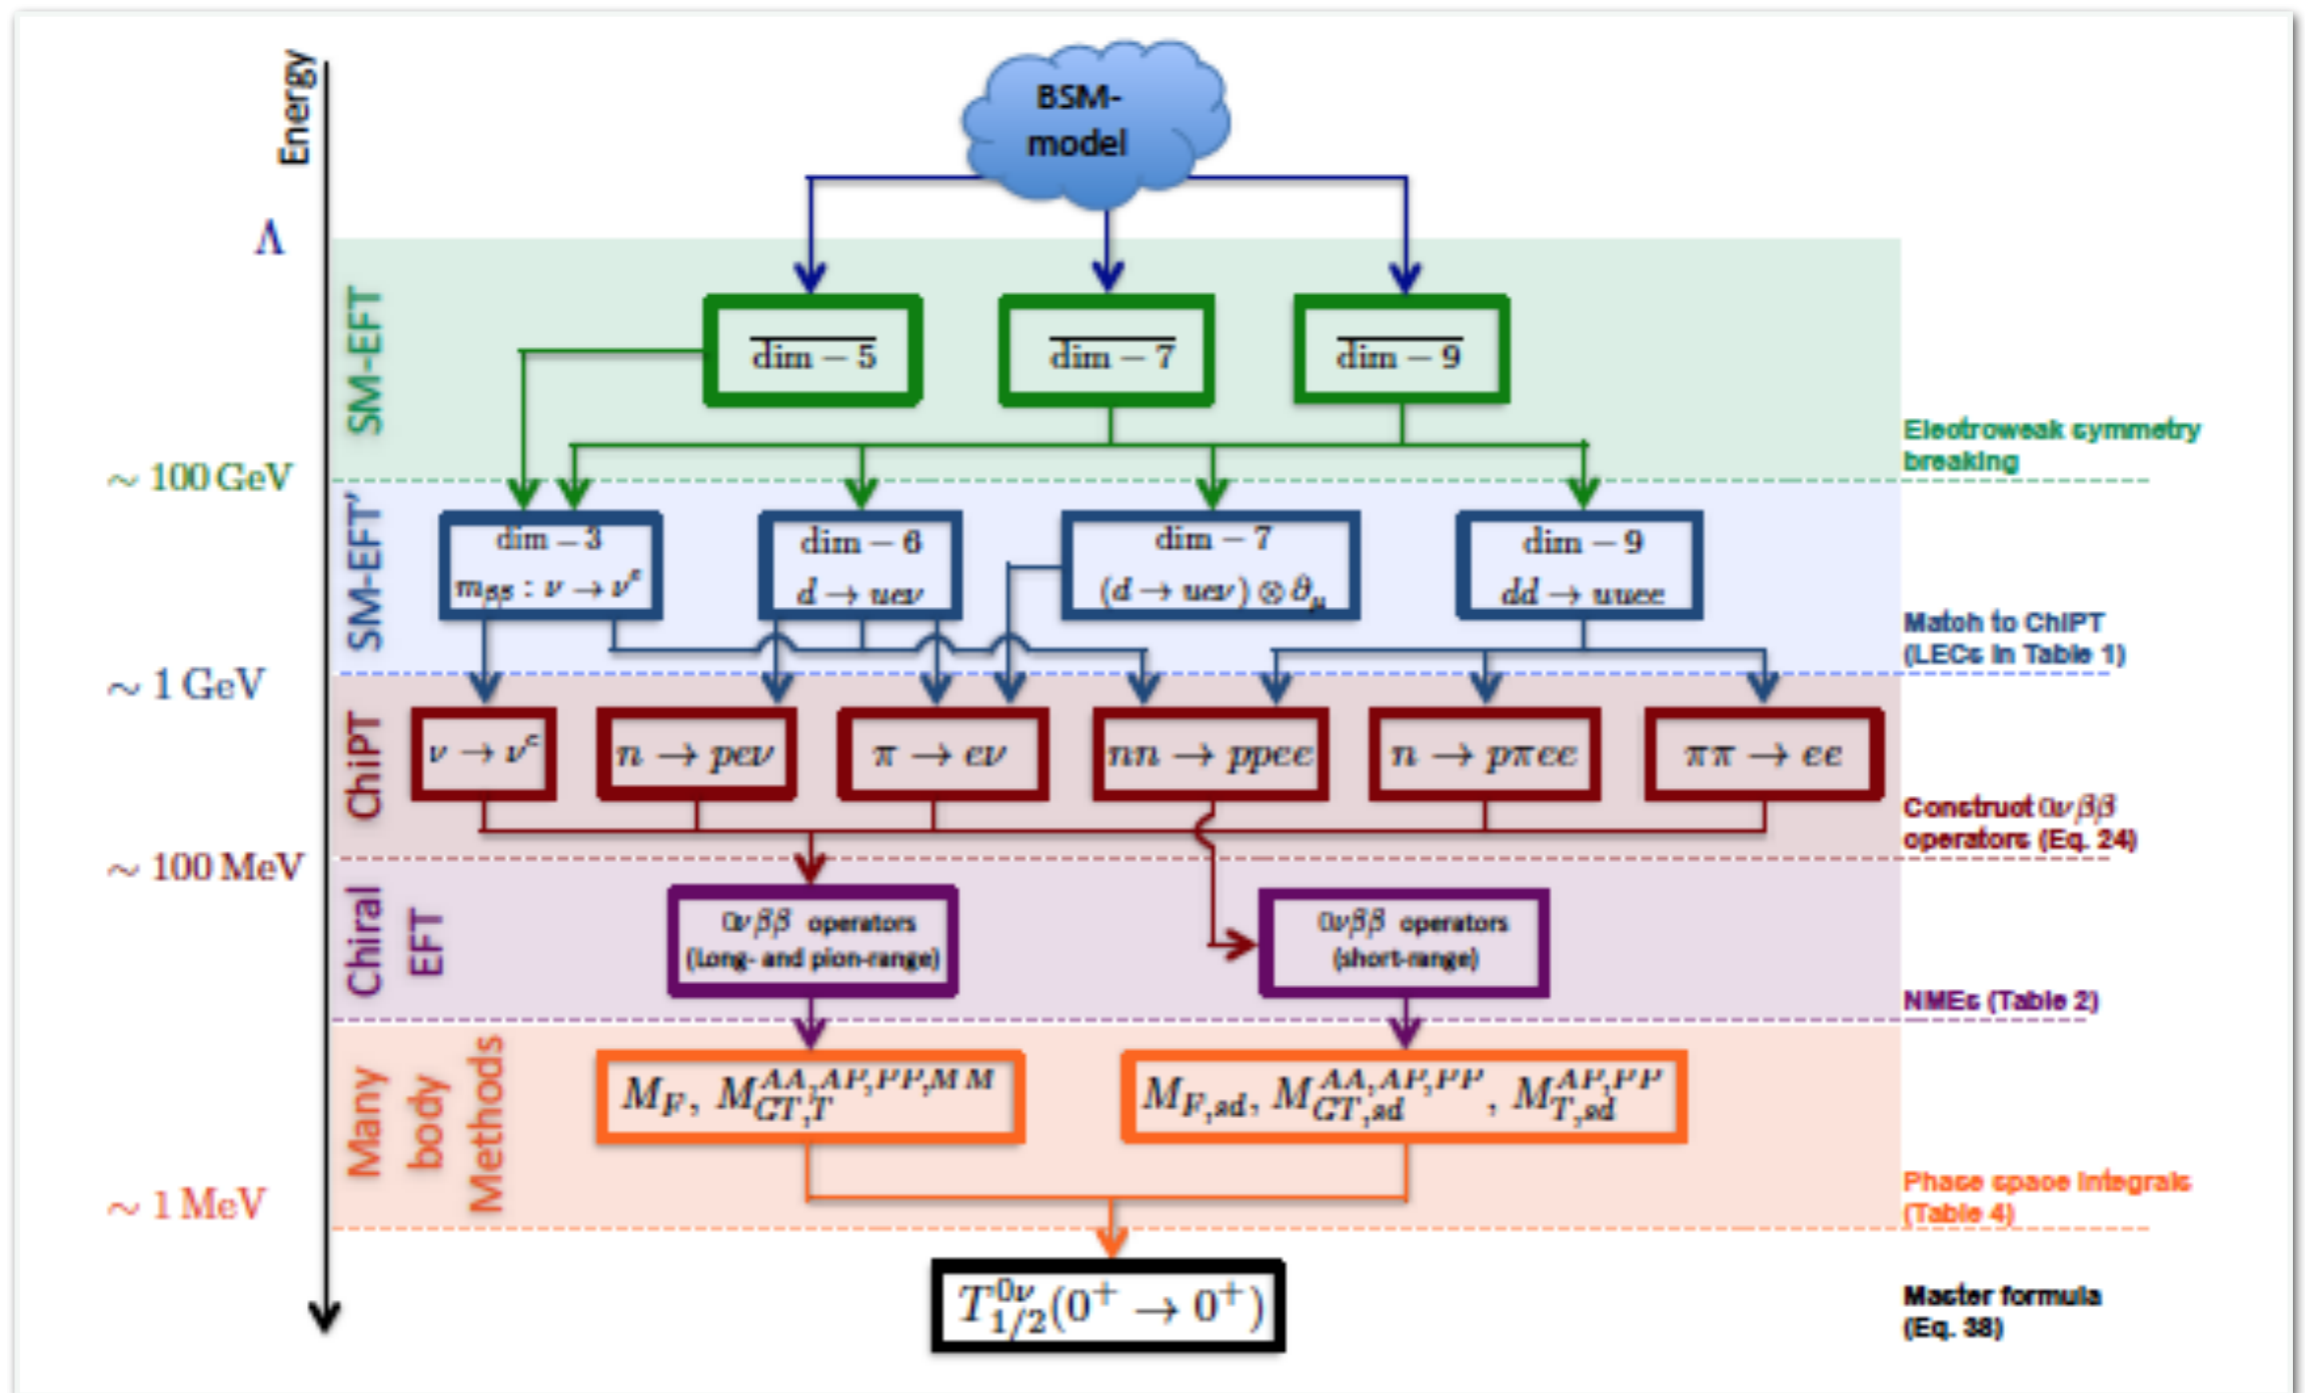 Energy
BSM-
model
Λ
SM-EFT
dim − 5
dim − 7
dim − 9
Electroweak symmetry
breaking
~ 100 GeV
SM-EFT'
dim − 3
m_ββ : ν → ν^c
dim − 6
d → ueν
dim − 7
(d → ueν) ⊗ ∂_μ
dim − 9
dd → uuee
Match to ChiPT
(LECs in Table 1)
~ 1 GeV
ChiPT
ν → ν^c
n → peν
π → eν
nn → ppee
n → pπee
ππ → ee
Construct 0νββ
operators (Eq. 24)
~ 100 MeV
Chiral
EFT
0νββ operators
(Long- and pion-range)
0νββ operators
(short-range)
NMEs (Table 2)
Many
body
Methods
M_F, M_{GT,T}^{AA,AP,PP,MM}
M_{F,sd}, M_{GT,sd}^{AA,AP,PP}, M_{T,sd}^{AP,PP}
Phase space integrals
(Table 4)
~ 1 MeV
T_{1/2}^{0ν}(0^+ → 0^+)
Master formula
(Eq. 38)